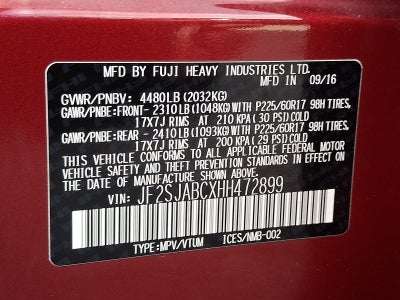 MFD BY FUJI HEAVY INDUSTRIES LTD.
MFD IN 09/16
GVWR/PNBV: 4480LB (2032KG)
GAWR/PNBE:FRONT- 2310LB (1048KG) WITH P225/60R17 98H TIRES,
17X7J RIMS AT 210 KPA (30 PSI) COLD
GAWR/PNBE:REAR - 2410LB (1093KG) WITH P225/60R17 98H TIRES,
17X7J RIMS AT 200 KPA (29 PSI) COLD
THIS VEHICLE CONFORMS TO ALL APPLICABLE FEDERAL MOTOR
VEHICLE SAFETY AND THEFT PREVENTION STANDARDS IN EFFECT
ON THE DATE OF MANUFACTURE SHOWN ABOVE.
VIN: JF2SJABCXHH472899
TYPE:MPV/VTUM ICES/NMB-002